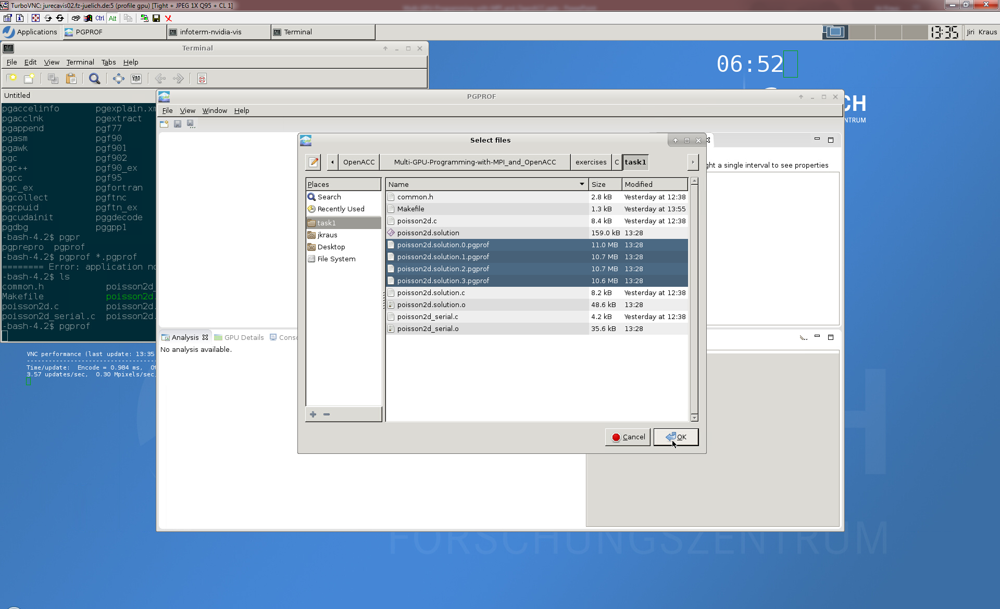 TurboVNC: jurecavis02.fz-juelich.de:5 (profile gpu) [Tight + JPEG 1X Q95 + CL 1]
Ctrl Alt
Applications PGPROF infoterm-nvidia-vis Terminal 13:35 Jiri Kraus
Terminal
File Edit View Terminal Tabs Help
06:52
Untitled
pgaccelinfo pgexplain.xm
pgacclnk pgextract
pgappend pgf77
pgasm pgf90
pgawk pgf901
pgc pgf902
pgc++ pgf90_ex
pgcc pgf95
pgc_ex pgfortran
pgcollect pgftnc
pgcpuid pgftn_ex
pgcudainit pggdecode
pgdbg pggpp1
-bash-4.2$ pgpr
pgprepro pgprof
-bash-4.2$ pgprof *.pgprof
======== Error: application no
-bash-4.2$ ls
common.h poisson2d_
Makefile poisson2d.
poisson2d.c poisson2d.
poisson2d_serial.c poisson2d.
-bash-4.2$ pgprof
VNC performance (last update: 13:35
Time/update: Encode = 0.984 ms, Ot
3.57 updates/sec, 0.30 Mpixels/sec,
PGPROF
File View Window Help
CH
NTRUM
ght a single interval to see properties
Analysis GPU Details Conso
No analysis available.
Select files
OpenACC Multi-GPU-Programming-with-MPI_and_OpenACC exercises C task1
Places
Search
Recently Used
task1
jkraus
Desktop
File System
Name Size Modified
common.h 2.8 kB Yesterday at 12:38
Makefile 1.3 kB Yesterday at 13:55
poisson2d.c 8.4 kB Yesterday at 12:38
poisson2d.solution 159.0 kB 13:28
poisson2d.solution.0.pgprof 11.0 MB 13:28
poisson2d.solution.1.pgprof 10.7 MB 13:28
poisson2d.solution.2.pgprof 10.7 MB 13:28
poisson2d.solution.3.pgprof 10.6 MB 13:28
poisson2d.solution.c 8.2 kB Yesterday at 12:38
poisson2d.solution.o 48.6 kB 13:28
poisson2d_serial.c 4.2 kB Yesterday at 12:38
poisson2d_serial.o 35.6 kB 13:28
Cancel OK
H
FORSCHUNGSZENTRUM